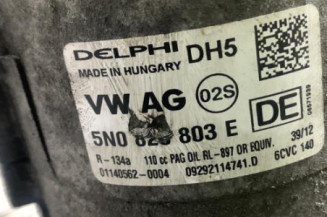 DELPHI DH5
MADE IN HUNGARY
VW AG 02S DE
5N0 820 803 E
R-134a 110 cc PAG OIL RL-897 OR EQUIV. 39/12
01140562-0004 09292114741.D 6CVC 140